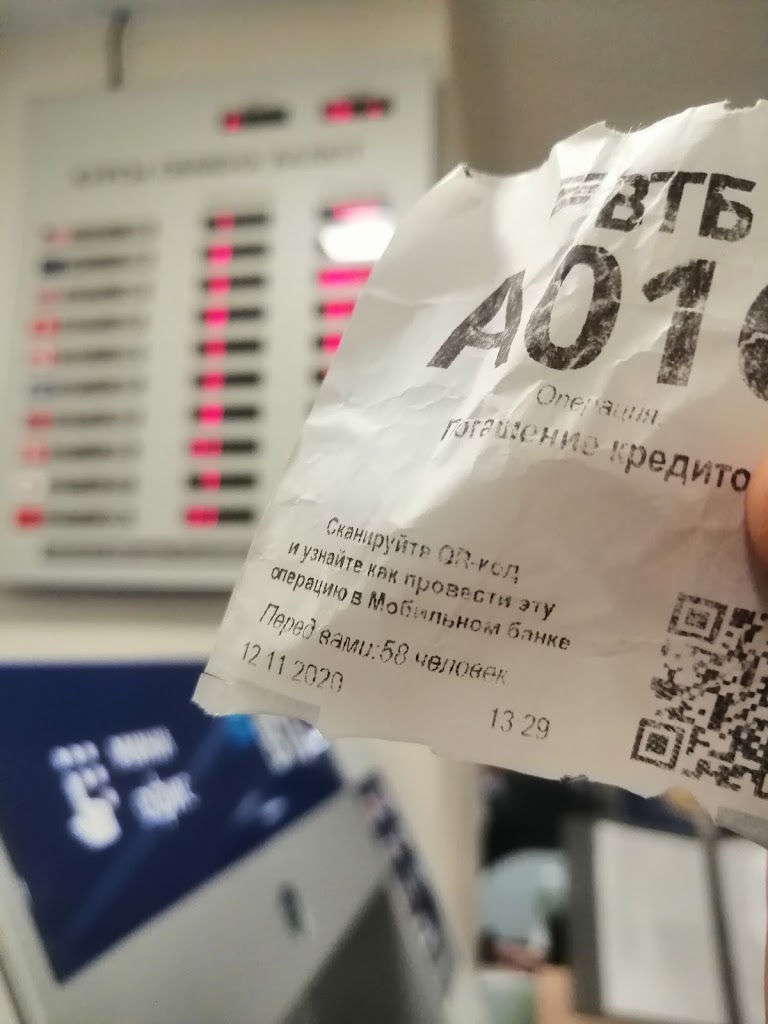 ВТБ
А01
Операция:
погашение кредито
Сканируйте QR-код
и узнайте как провести эту
операцию в Мобильном банке
Перед вами:58 человек
12 11 2020
13:29